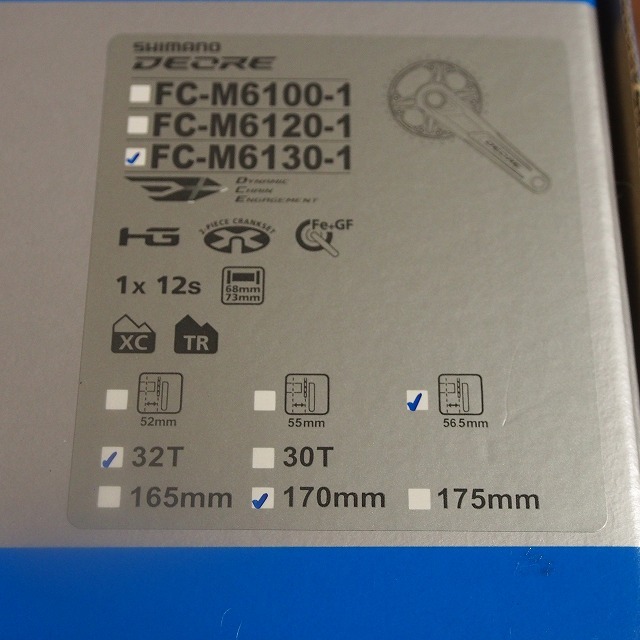 SHIMANO
DEORE
FC-M6100-1
FC-M6120-1
FC-M6130-1
DYNAMIC
CHAIN
ENGAGEMENT
DEORE
HG
2-PIECE CRANKSET
Fe+GF
1x 12s
68mm
73mm
XC
TR
52mm
55mm
56.5mm
32T
30T
165mm
170mm
175mm